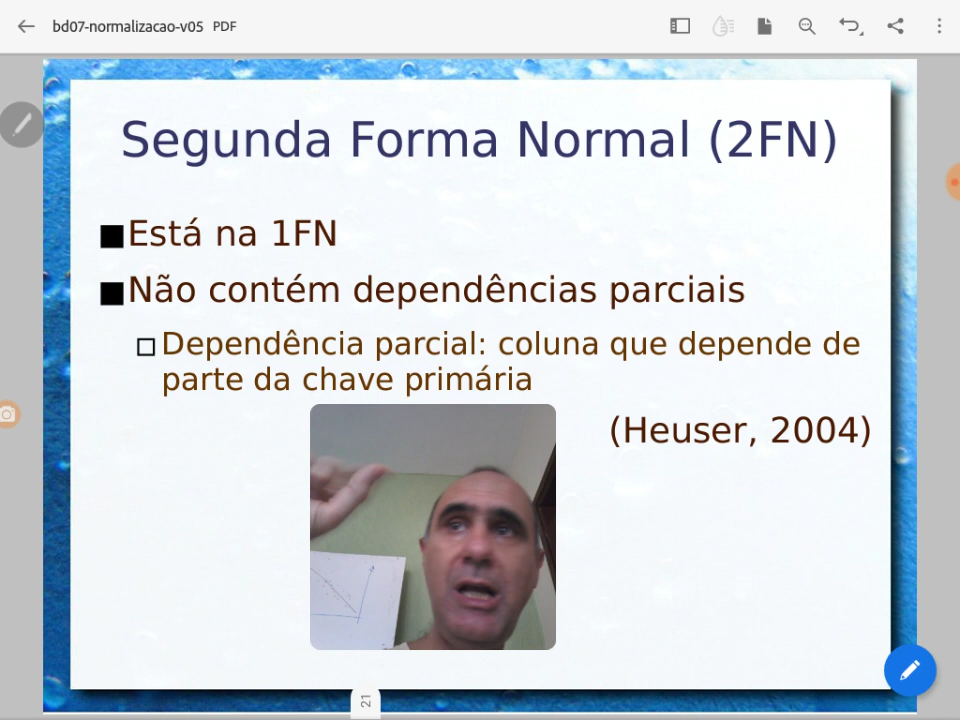 bd07-normalizacao-v05 PDF
Segunda Forma Normal (2FN)
Está na 1FN
Não contém dependências parciais
Dependência parcial: coluna que depende de
parte da chave primária
(Heuser, 2004)
21